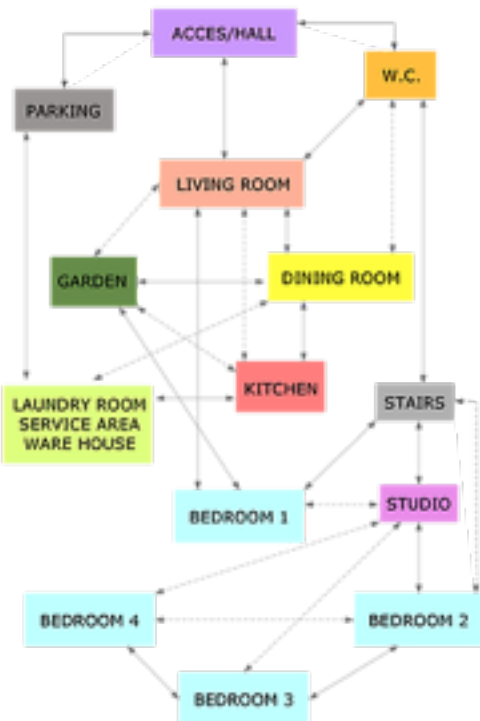 ACCES/HALL
W.C.
PARKING
LIVING ROOM
GARDEN
DINING ROOM
KITCHEN
LAUNDRY ROOM
SERVICE AREA
WARE HOUSE
STAIRS
BEDROOM 1
STUDIO
BEDROOM 4
BEDROOM 2
BEDROOM 3